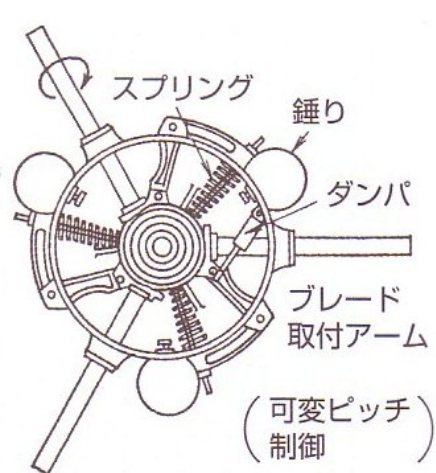 スプリング
錘り
ダンパ
ブレード
取付アーム
(可変ピッチ
制御)